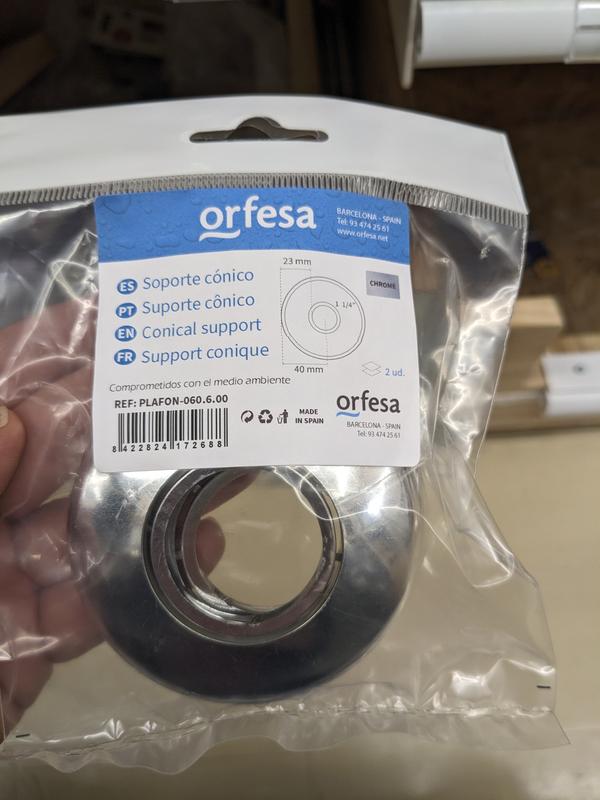 orfesa
BARCELONA - SPAIN
Tel: 93 474 25 61
www.orfesa.net
ES Soporte cónico
PT Suporte cônico
EN Conical support
FR Support conique
23 mm
CHROME
1 1/4"
40 mm
2 ud.
Comprometidos con el medio ambiente
REF: PLAFON-060.6.00
8 422824 172688
MADE
IN SPAIN
orfesa
BARCELONA - SPAIN
Tel: 93 474 25 61